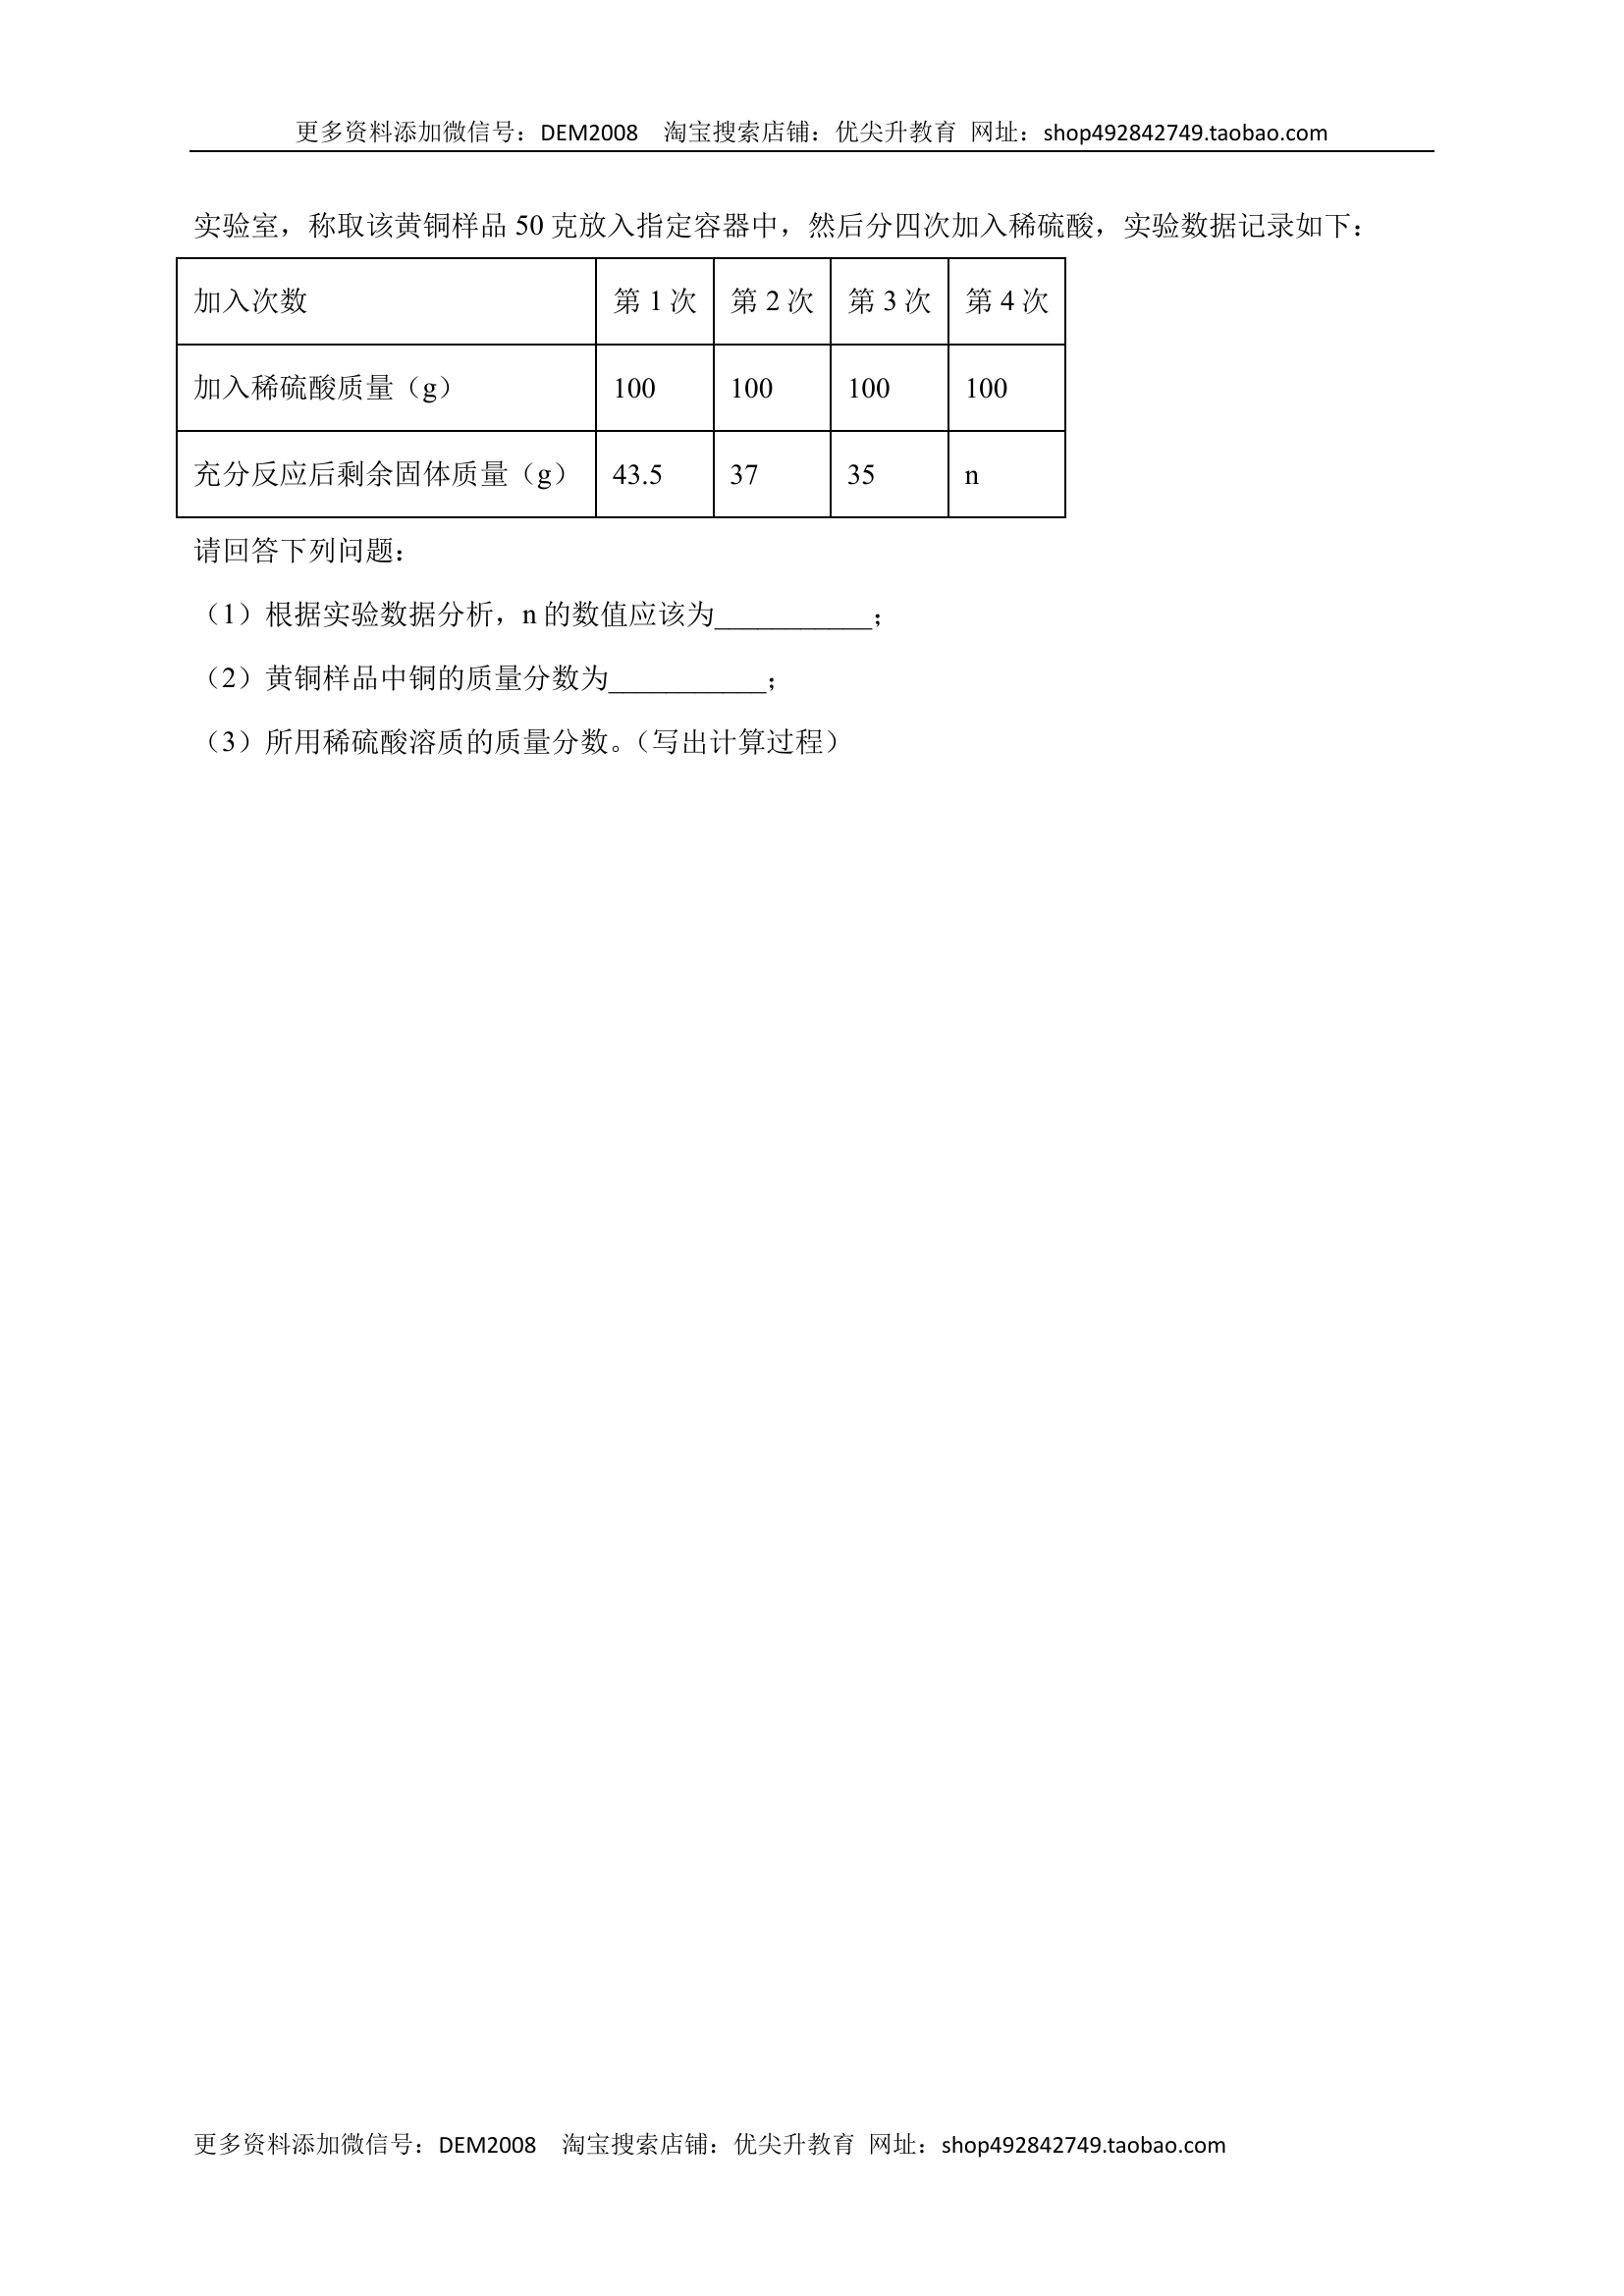 更多资料添加微信号：DEM2008 淘宝搜索店铺：优尖升教育 网址：shop492842749.taobao.com
实验室，称取该黄铜样品 50 克放入指定容器中，然后分四次加入稀硫酸，实验数据记录如下：
加入次数 第 1 次 第 2 次 第 3 次 第 4 次
加入稀硫酸质量（g） 100 100 100 100
充分反应后剩余固体质量（g） 43.5 37 35 n
请回答下列问题：
（1）根据实验数据分析，n 的数值应该为___________；
（2）黄铜样品中铜的质量分数为___________；
（3）所用稀硫酸溶质的质量分数。（写出计算过程）
更多资料添加微信号：DEM2008 淘宝搜索店铺：优尖升教育 网址：shop492842749.taobao.com